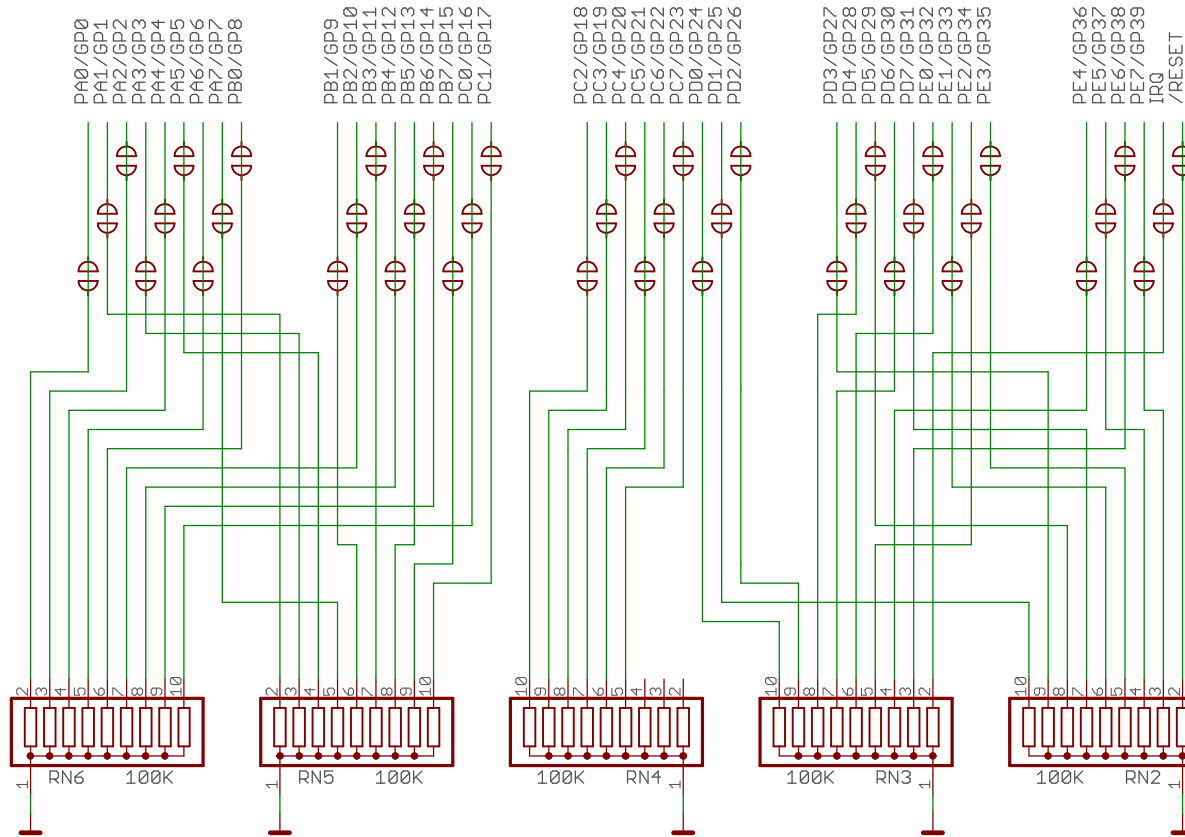 PA0/GP0
PA1/GP1
PA2/GP2
PA3/GP3
PA4/GP4
PA5/GP5
PA6/GP6
PA7/GP7
PB0/GP8
PB1/GP9
PB2/GP10
PB3/GP11
PB4/GP12
PB5/GP13
PB6/GP14
PB7/GP15
PC0/GP16
PC1/GP17
PC2/GP18
PC3/GP19
PC4/GP20
PC5/GP21
PC6/GP22
PC7/GP23
PD0/GP24
PD1/GP25
PD2/GP26
PD3/GP27
PD4/GP28
PD5/GP29
PD6/GP30
PD7/GP31
PE0/GP32
PE1/GP33
PE2/GP34
PE3/GP35
PE4/GP36
PE5/GP37
PE6/GP38
PE7/GP39
IRQ
/RESET
2 3 4 5 6 7 8 9 10
2 3 4 5 6 7 8 9 10
10 9 8 7 6 5 4 3 2
10 9 8 7 6 5 4 3 2
10 9 8 7 6 5 4 3 2
1 RN6 100K
1 RN5 100K
100K RN4 1
100K RN3 1
100K RN2 1